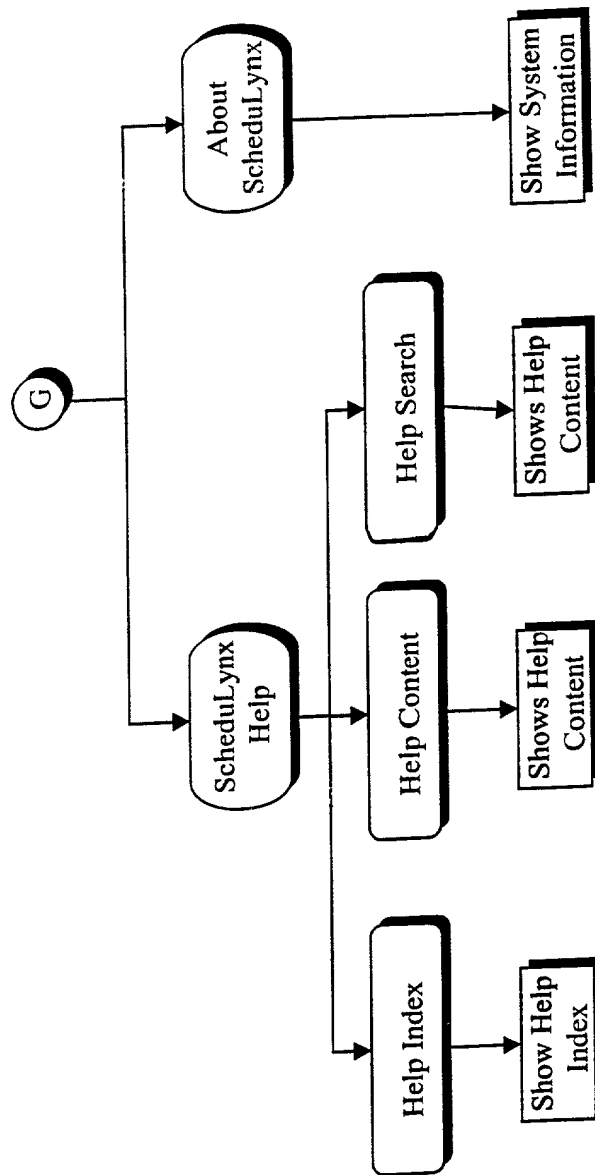 G
ScheduLynx
Help
About
ScheduLynx
Help Index
Help Content
Help Search
Show Help
Index
Shows Help
Content
Shows Help
Content
Show System
Information